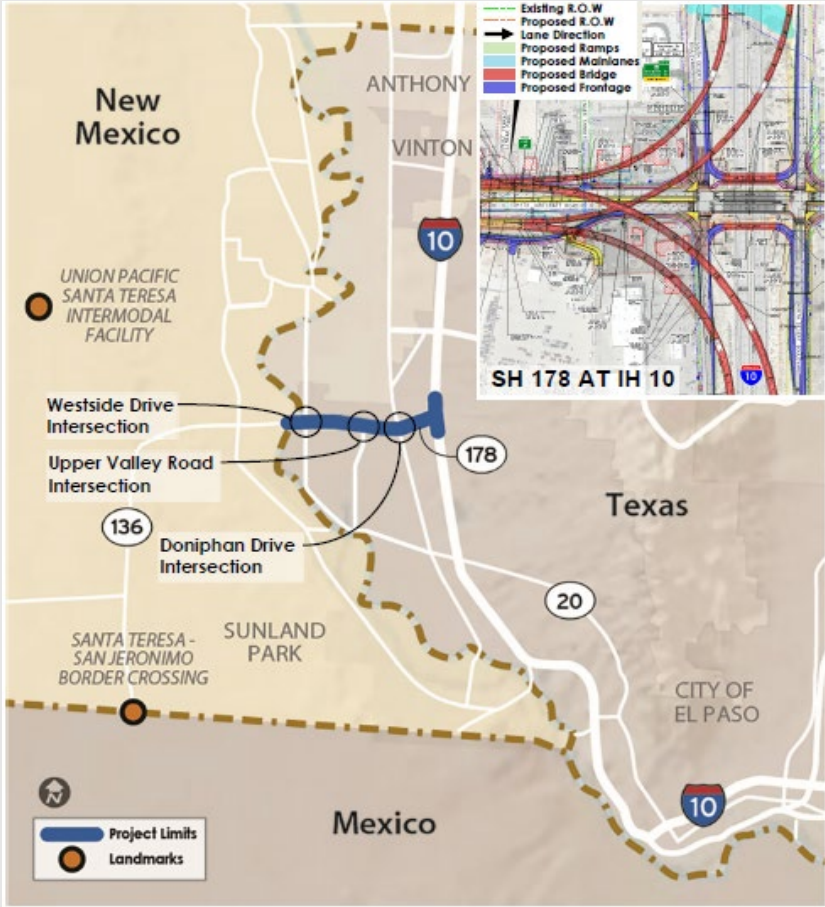 Existing R.O.W
Proposed R.O.W
Lane Direction
Proposed Ramps
Proposed Mainlanes
Proposed Bridge
Proposed Frontage
SH 178 AT IH 10
10
New
Mexico
ANTHONY
VINTON
10
UNION PACIFIC
SANTA TERESA
INTERMODAL
FACILITY
Westside Drive
Intersection
Upper Valley Road
Intersection
178
136
Doniphan Drive
Intersection
Texas
20
SUNLAND
PARK
SANTA TERESA -
SAN JERONIMO
BORDER CROSSING
CITY OF
EL PASO
10
Mexico
N
Project Limits
Landmarks